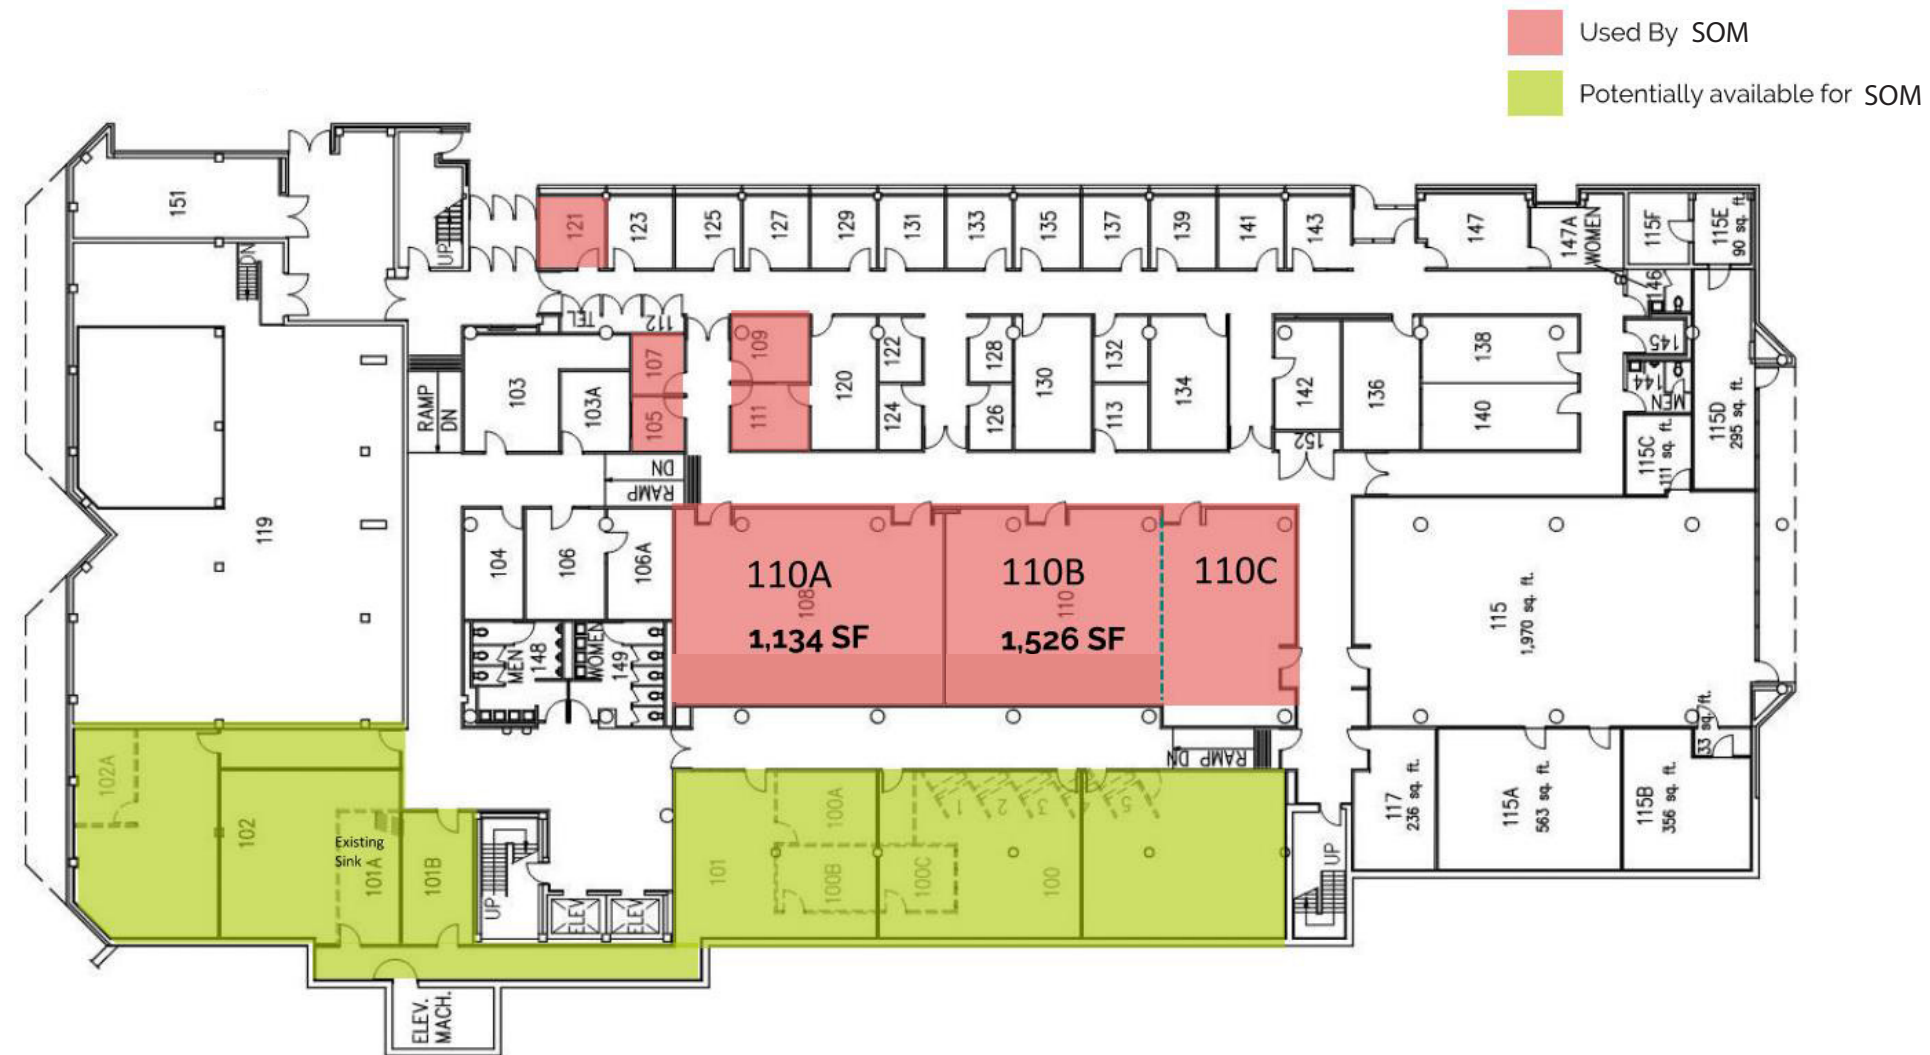 Used By SOM
Potentially available for SOM
151
UP
DN
121
123
125
127
129
131
133
135
137
139
141
143
147
147A
WOMEN
115F
115E
90 sq. ft.
146
TEL
112
103
103A
107
105
109
111
120
122
124
128
126
130
132
113
134
142
152
136
138
140
145
144
MEN
115C
111 sq. ft.
115D
295 sq. ft.
RAMP
DN
DN
RAMP
119
104
106
106A
110A
108
1,134 SF
110B
110
1,526 SF
110C
115
1,970 sq. ft.
MEN
148
WOMEN
149
33 sq. ft.
RAMP DN
102A
102
Existing
Sink
101A
101B
UP
ELEV
ELEV
101
100A
100B
100C
100
1
2
3
4
5
UP
117
236 sq. ft.
115A
563 sq. ft.
115B
356 sq. ft.
ELEV.
MACH.